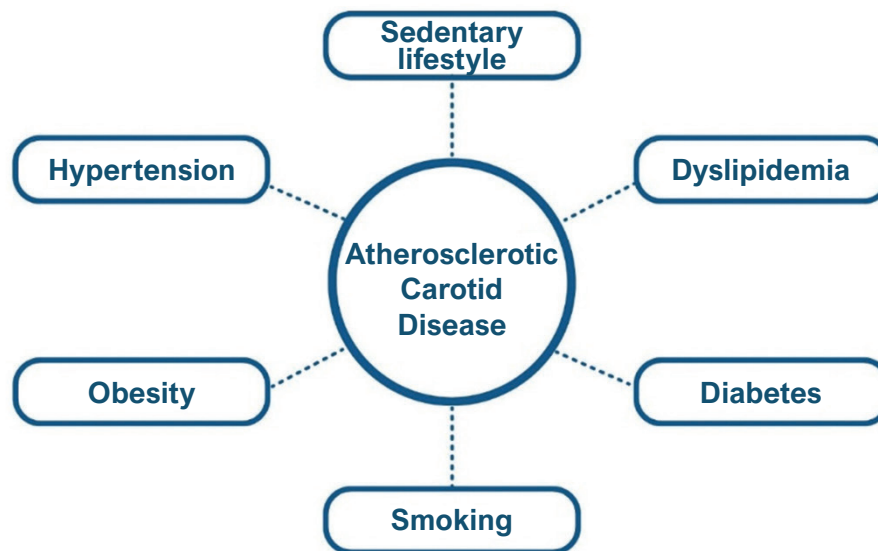 Sedentary
lifestyle
Hypertension
Dyslipidemia
Atherosclerotic
Carotid
Disease
Obesity
Diabetes
Smoking